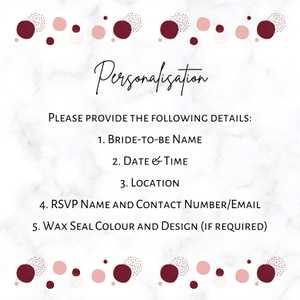 Personalisation
Please provide the following details:
1. Bride-to-be Name
2. Date & Time
3. Location
4. RSVP Name and Contact Number/Email
5. Wax Seal Colour and Design (if required)